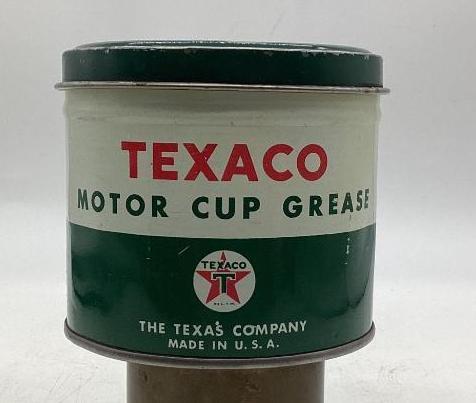 TEXACO
MOTOR CUP GREASE
TEXACO
T
THE TEXAS COMPANY
MADE IN U.S.A.